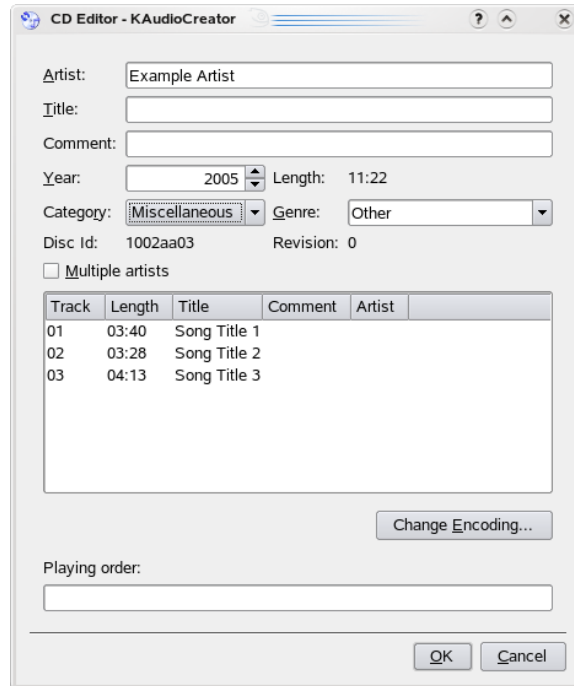 CD Editor - KAudioCreator
Artist: Example Artist
Title:
Comment:
Year: 2005 Length: 11:22
Category: Miscellaneous Genre: Other
Disc Id: 1002aa03 Revision: 0
Multiple artists
Track Length Title Comment Artist
01 03:40 Song Title 1
02 03:28 Song Title 2
03 04:13 Song Title 3
Change Encoding...
Playing order:
OK Cancel